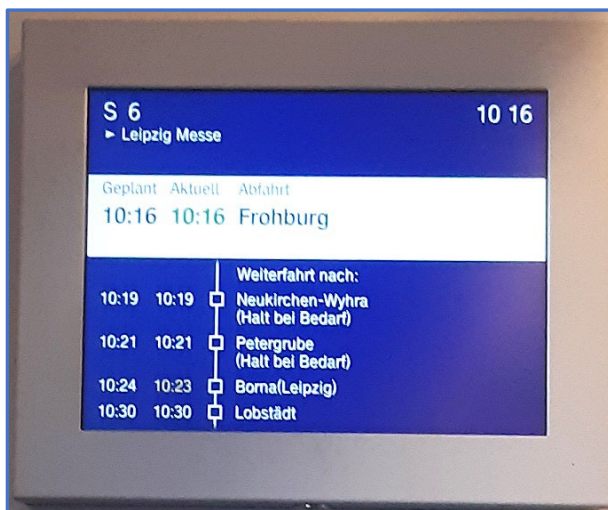 S 6 10 16
► Leipzig Messe
Geplant Aktuell Abfahrt
10:16 10:16 Frohburg
Weiterfahrt nach:
10:19 10:19 Neukirchen-Wyhra
(Halt bei Bedarf)
10:21 10:21 Petergrube
(Halt bei Bedarf)
10:24 10:23 Borna(Leipzig)
10:30 10:30 Lobstädt